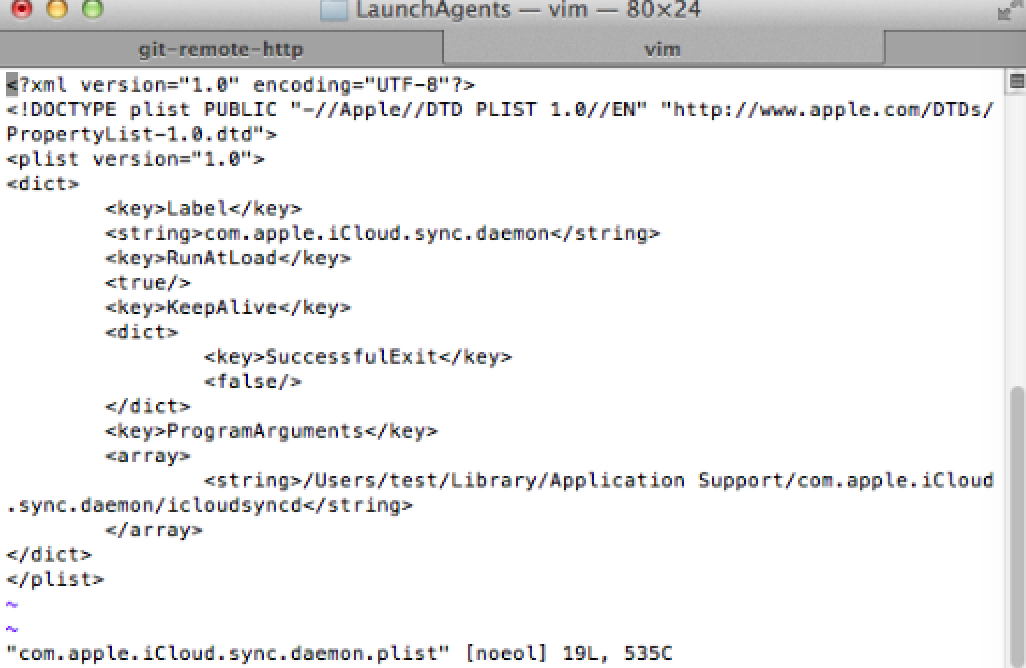 LaunchAgents — vim — 80×24
git-remote-http vim
<?xml version="1.0" encoding="UTF-8"?>
<!DOCTYPE plist PUBLIC "-//Apple//DTD PLIST 1.0//EN" "http://www.apple.com/DTDs/
PropertyList-1.0.dtd">
<plist version="1.0">
<dict>
        <key>Label</key>
        <string>com.apple.iCloud.sync.daemon</string>
        <key>RunAtLoad</key>
        <true/>
        <key>KeepAlive</key>
        <dict>
                <key>SuccessfulExit</key>
                <false/>
        </dict>
        <key>ProgramArguments</key>
        <array>
                <string>/Users/test/Library/Application Support/com.apple.iCloud
.sync.daemon/icloudsyncd</string>
        </array>
</dict>
</plist>
~
~
"com.apple.iCloud.sync.daemon.plist" [noeol] 19L, 535C